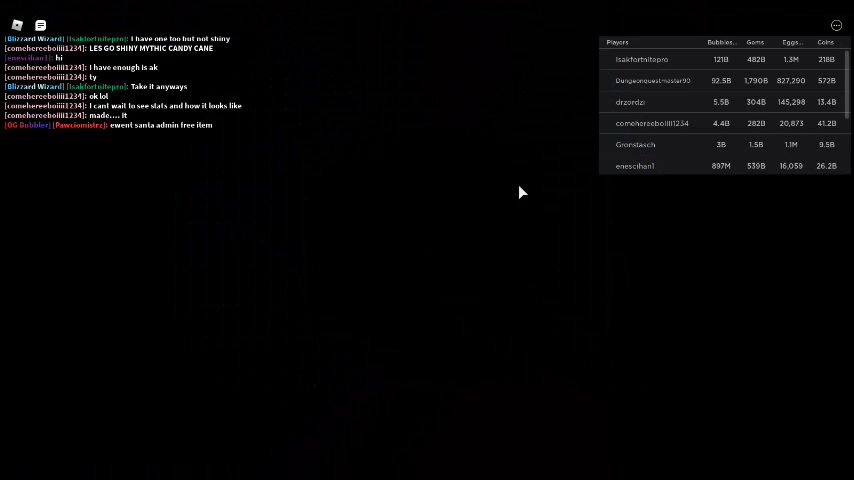 [Blizzard Wizard] [Isakfortnitepro]: I have one too but not shiny
[comehereeboiiii1234]: LES GO SHINY MYTHIC CANDY CANE
[enescihan1]: hi
[comehereeboiiii1234]: I have enough is ak
[comehereeboiiii1234]: ty
[Blizzard Wizard] [Isakfortnitepro]: Take it anyways
[comehereeboiiii1234]: ok lol
[comehereeboiiii1234]: I cant wait to see stats and how it looks like
[comehereeboiiii1234]: made.... it
[OG Bubbler] [Pawciomistrz]: ewent santa admin free item
Players Bubbles... Gems Eggs... Coins
Isakfortnitepro 121B 482B 1.3M 218B
Dungeonquestmaster90 92.5B 1,790B 827,290 572B
drzordzi 5.5B 304B 145,298 13.4B
comehereeboiiii1234 4.4B 282B 20,873 41.2B
Gronstasch 3B 1.5B 1.1M 9.5B
enescihan1 897M 539B 16,059 26.2B